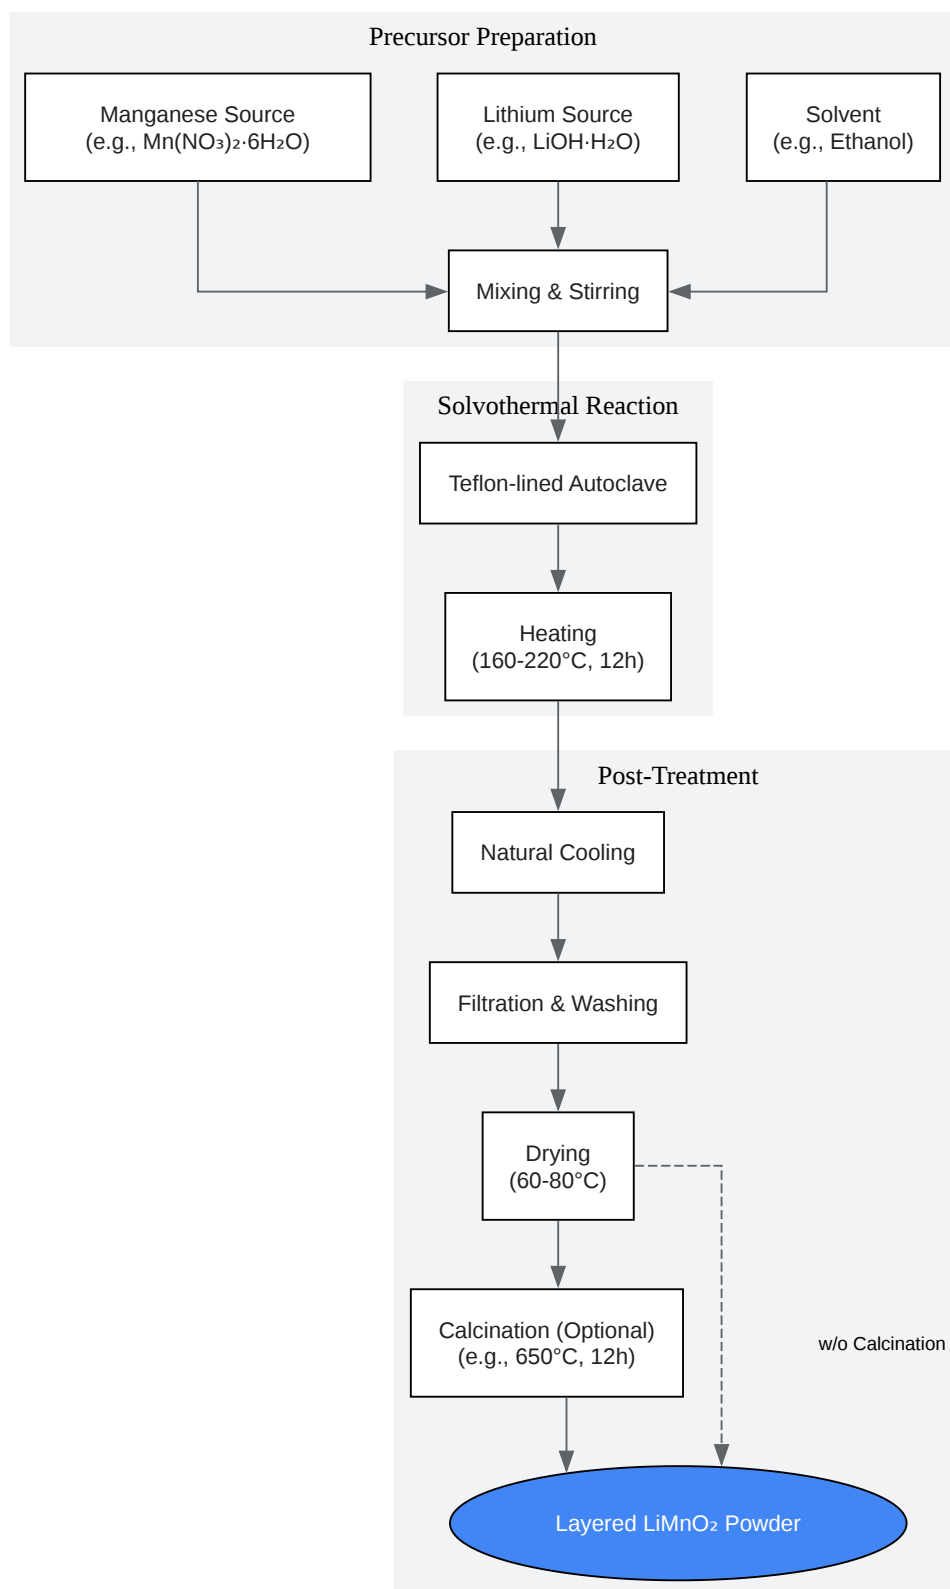 Precursor Preparation
Manganese Source
(e.g., Mn(NO₃)₂·6H₂O)
Lithium Source
(e.g., LiOH·H₂O)
Solvent
(e.g., Ethanol)
Mixing & Stirring
Solvothermal Reaction
Teflon-lined Autoclave
Heating
(160-220°C, 12h)
Post-Treatment
Natural Cooling
Filtration & Washing
Drying
(60-80°C)
Calcination (Optional)
(e.g., 650°C, 12h)
w/o Calcination
Layered LiMnO₂ Powder